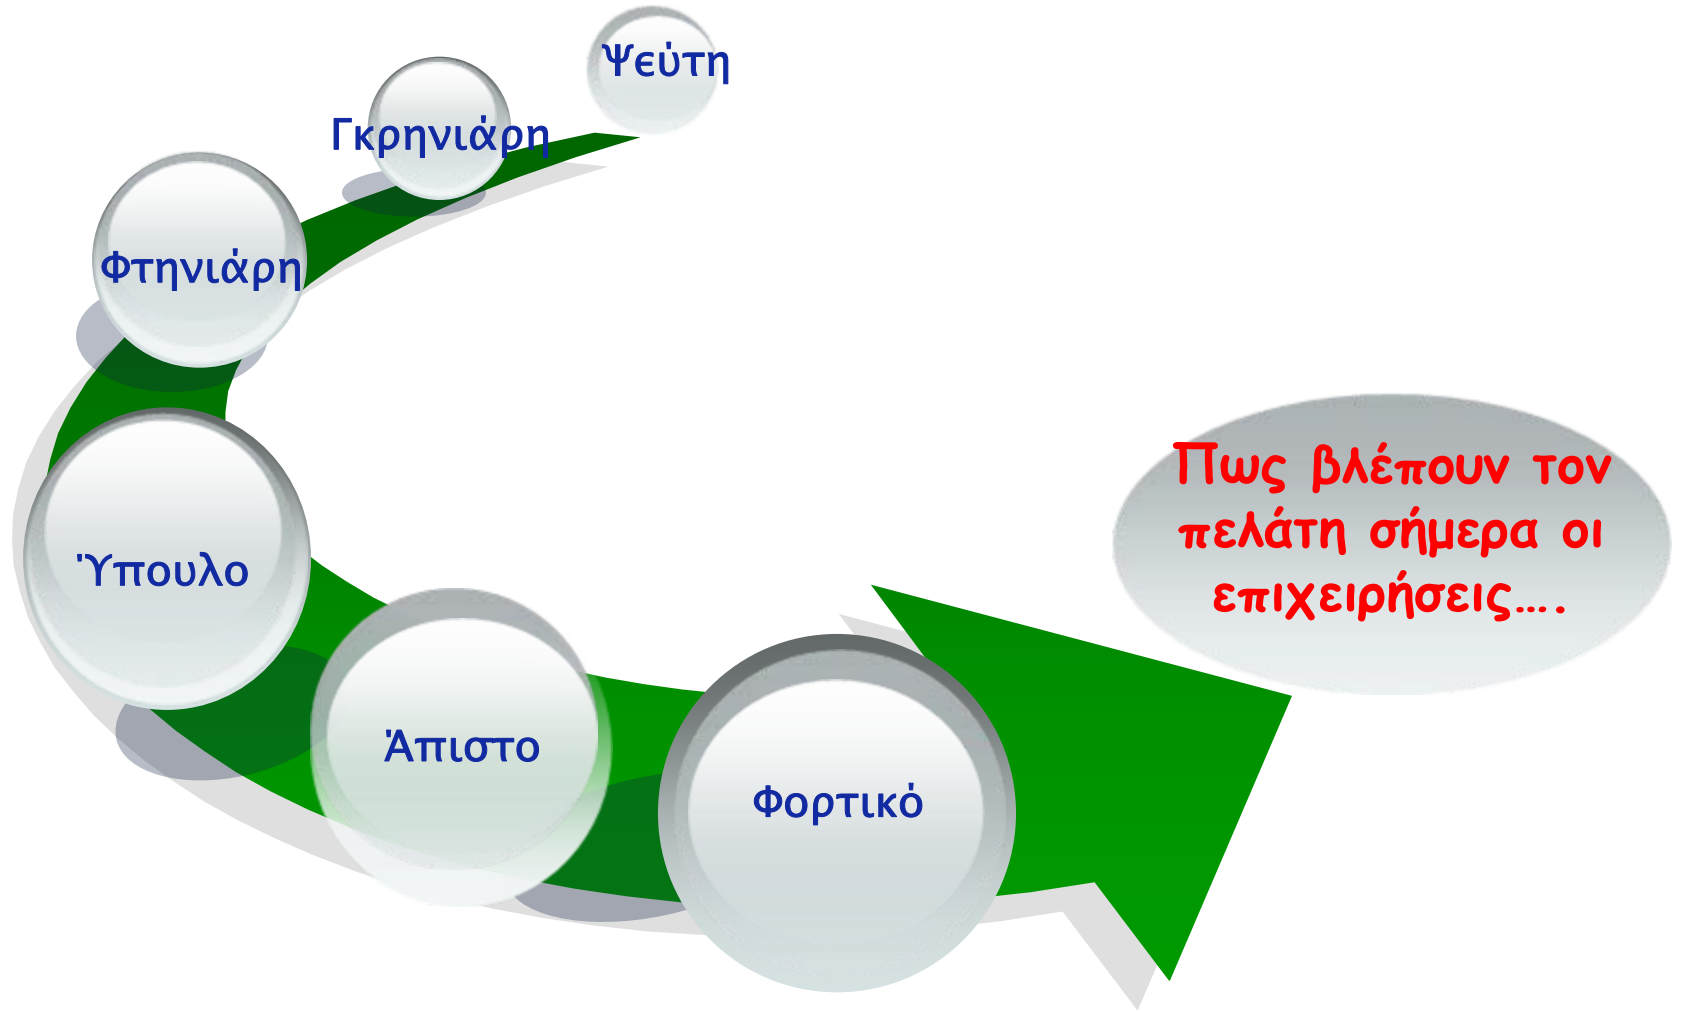 Ψεύτη
Γκρηνιάρη
Φτηνιάρη
Ύπουλο
Άπιστο
Φορτικό
Πως βλέπουν τον
πελάτη σήμερα οι
επιχειρήσεις....